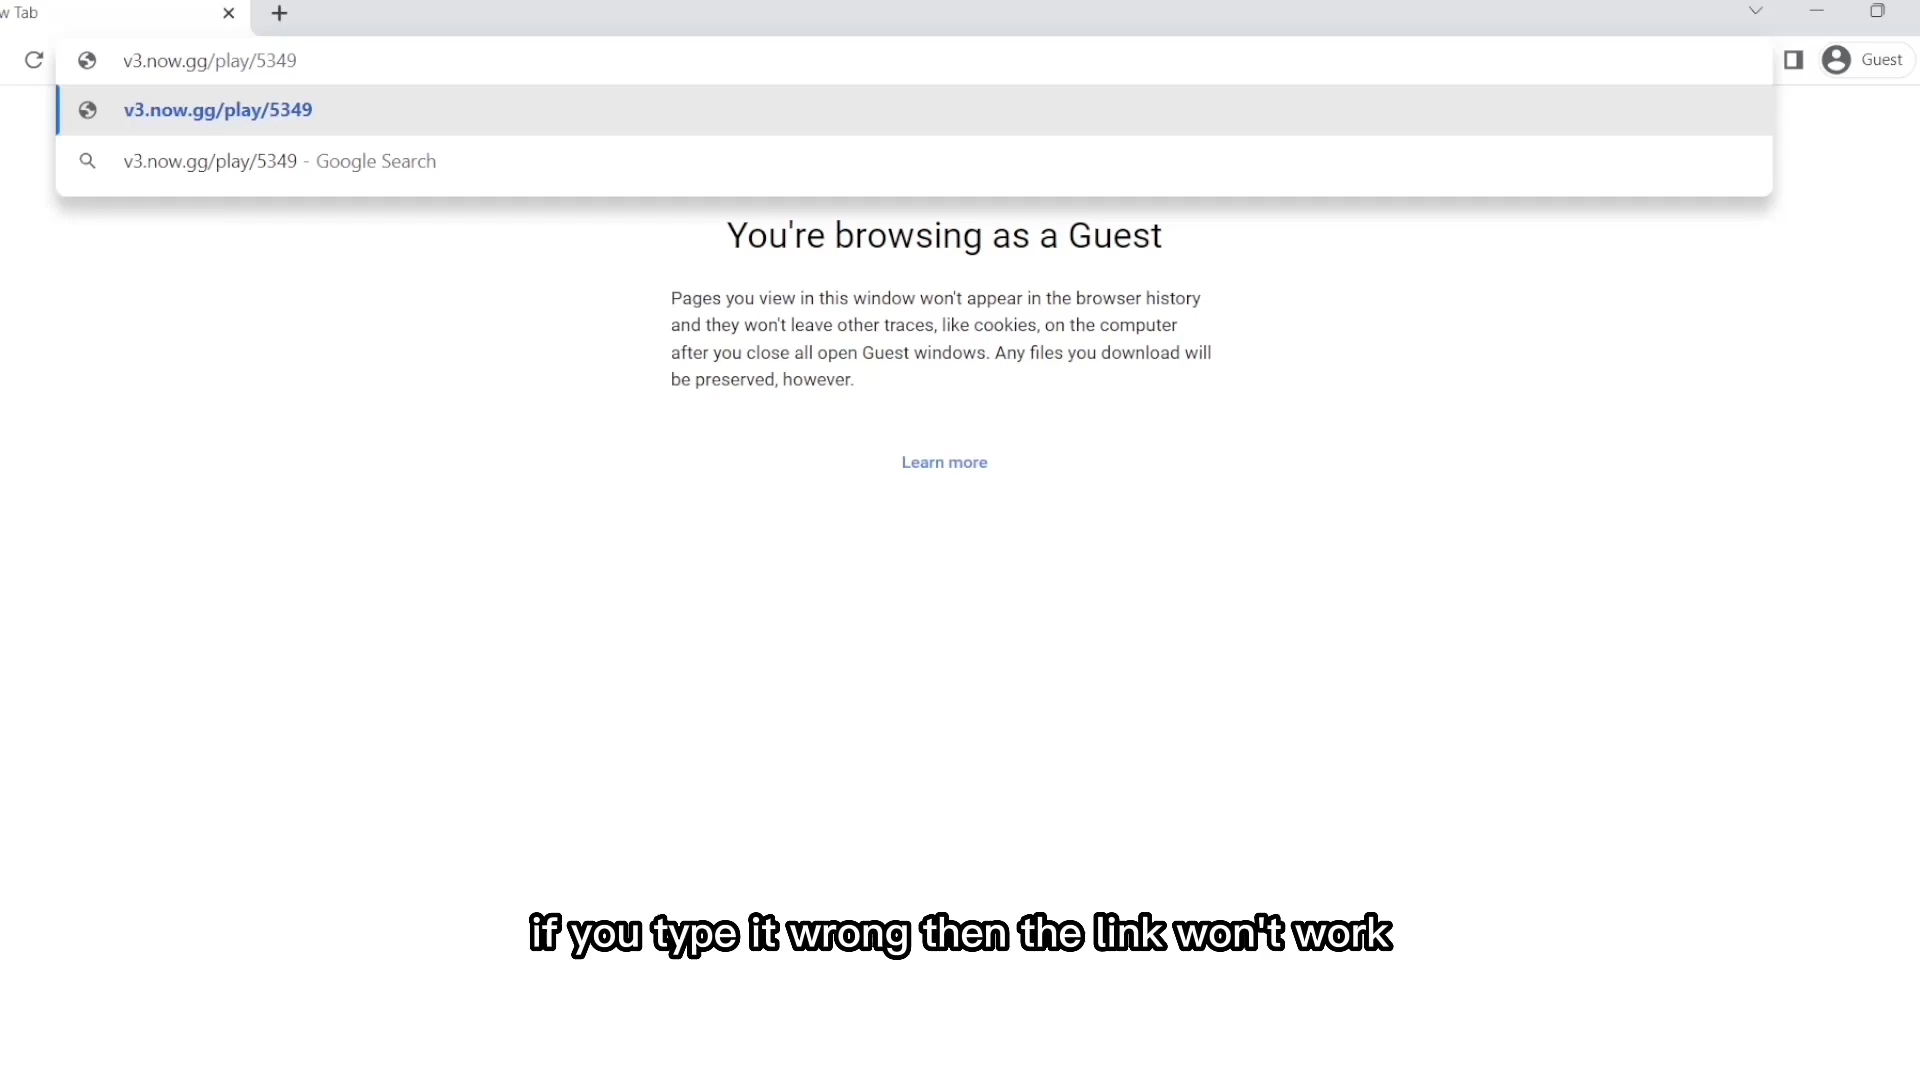 w Tab
v3.now.gg/play/5349
Guest
v3.now.gg/play/5349
v3.now.gg/play/5349 - Google Search
You're browsing as a Guest
Pages you view in this window won't appear in the browser history
and they won't leave other traces, like cookies, on the computer
after you close all open Guest windows. Any files you download will
be preserved, however.
Learn more
if you type it wrong then the link won't work